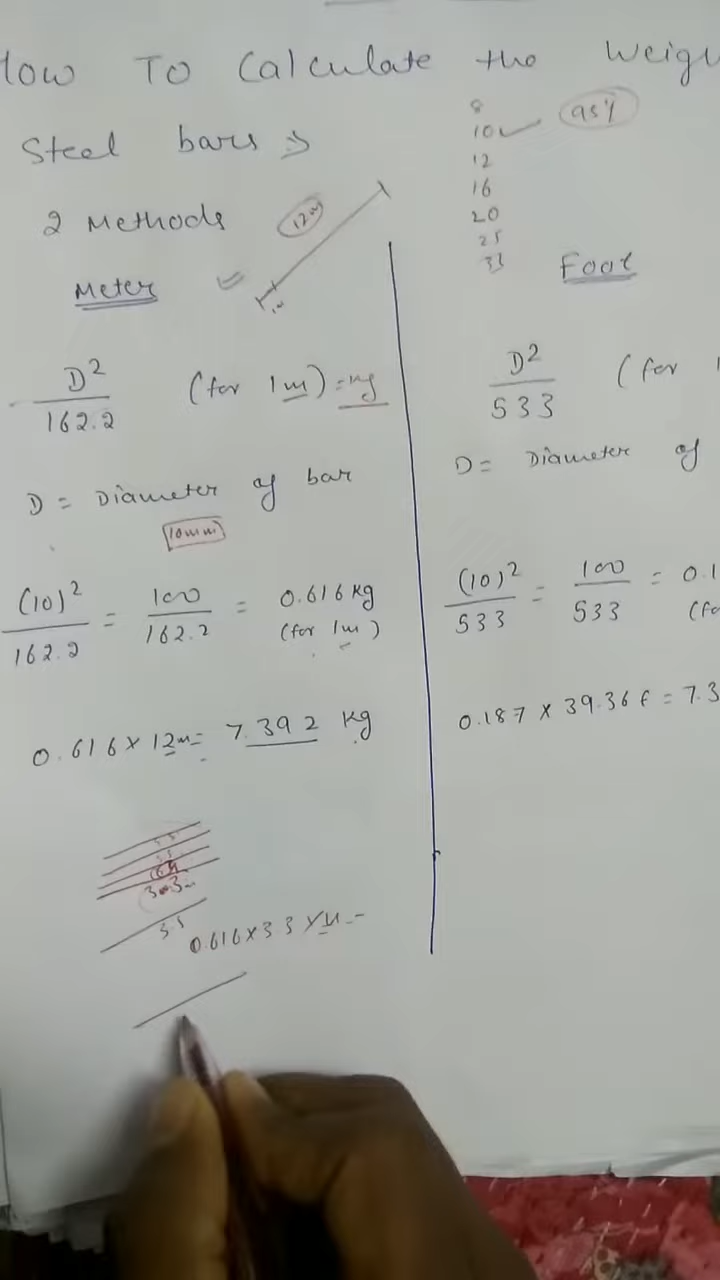 How To Calculate the Weigh
Steel bars →
2 Methods
12m
8
10 ✓
12
16
20
25
Meter
Foot
D²/162.2 (for 1m) = kg
D = Diameter of bar
10mm
(10)²/162.2 = 100/162.2 = 0.616 kg
(for 1m)
0.616 × 12m = 7.392 kg
D²/533 (for 1
D = Diameter of
(10)²/533 = 100/533 = 0.1
(fo
0.187 × 39.36 f = 7.3
0.616×33×